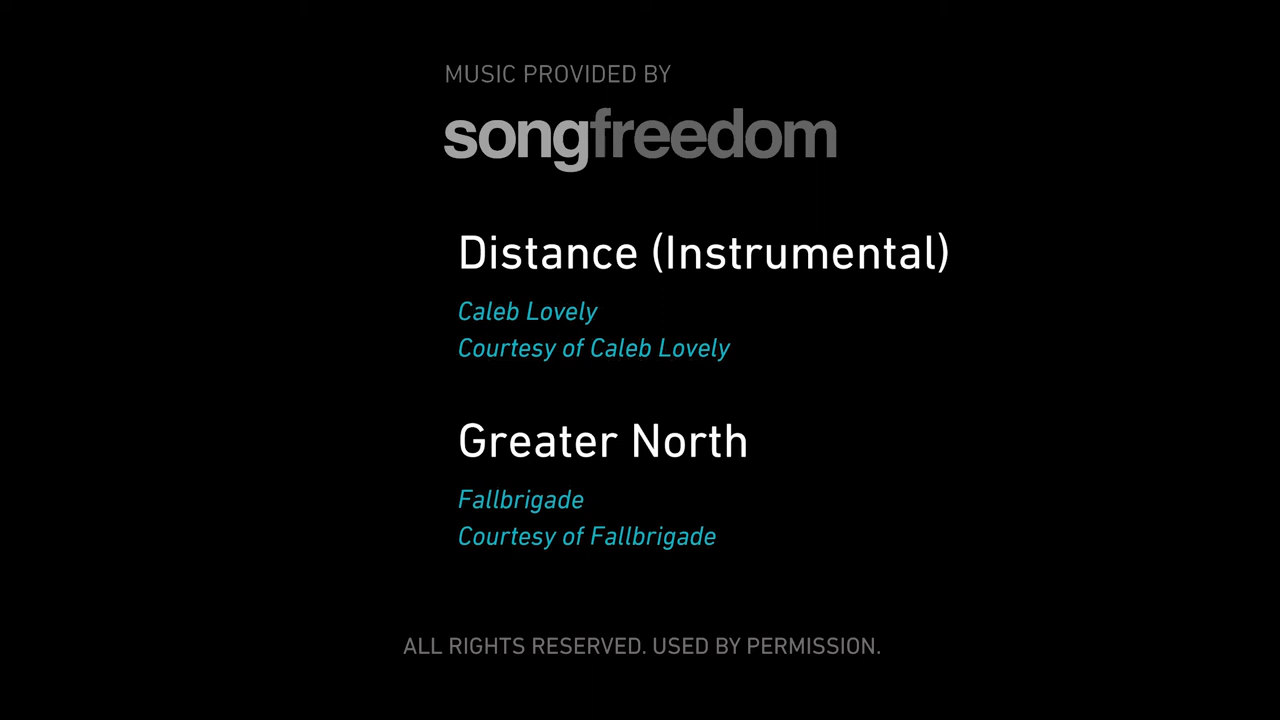 MUSIC PROVIDED BY
songfreedom
Distance (Instrumental)
Caleb Lovely
Courtesy of Caleb Lovely
Greater North
Fallbrigade
Courtesy of Fallbrigade
ALL RIGHTS RESERVED. USED BY PERMISSION.